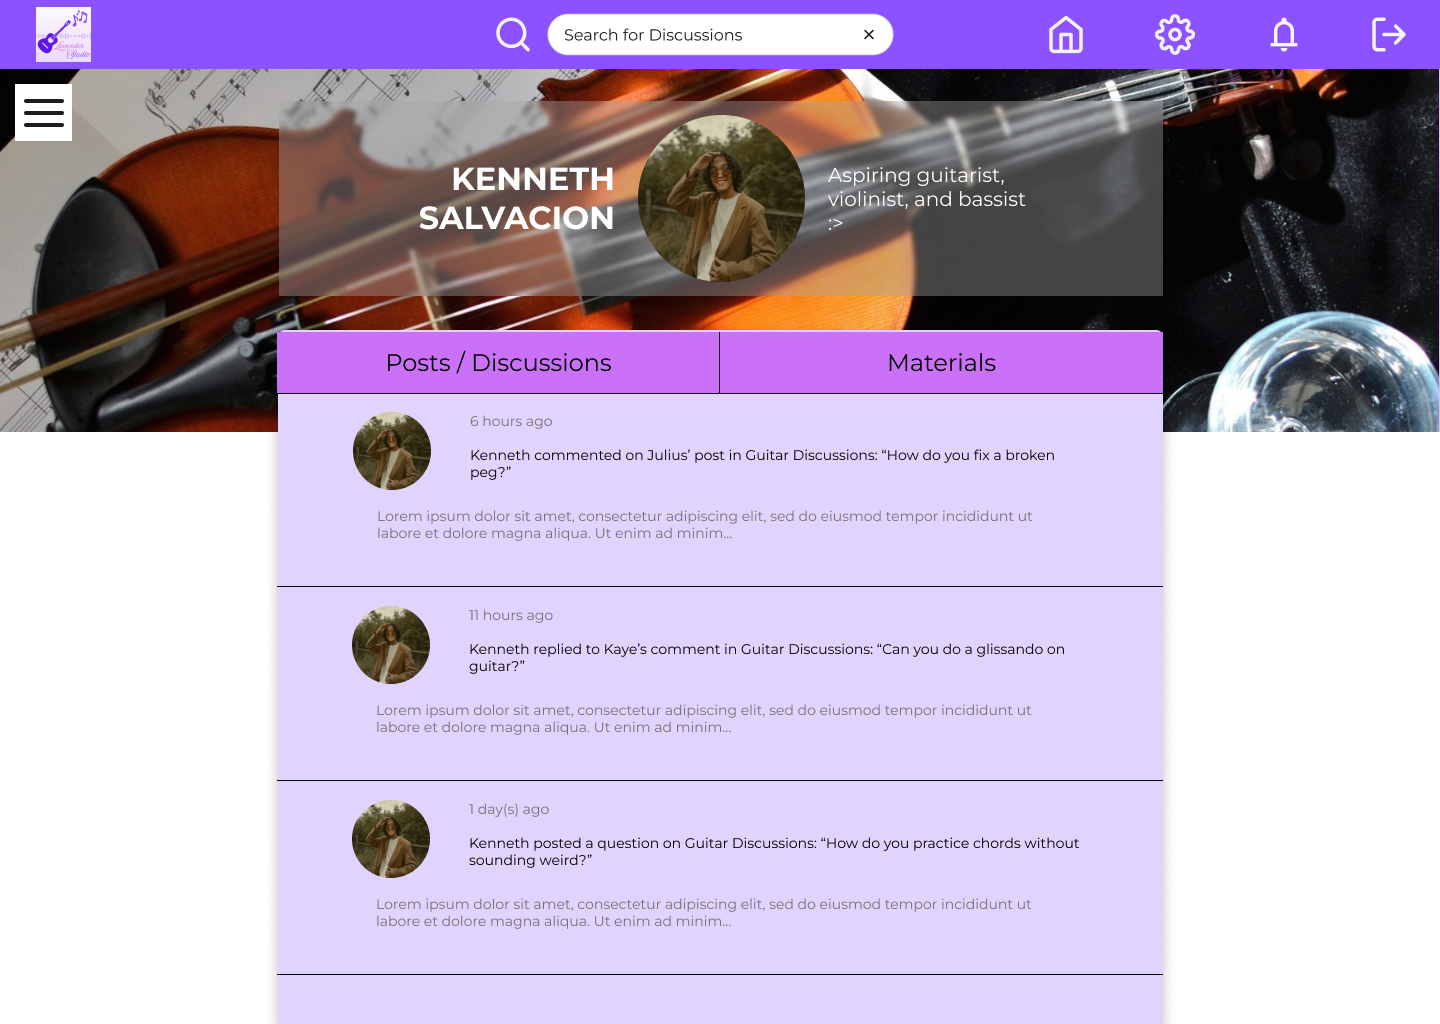 Lavender
Studio
Search for Discussions
KENNETH
SALVACION
Aspiring guitarist,
violinist, and bassist
:>
Posts / Discussions
Materials
6 hours ago
Kenneth commented on Julius’ post in Guitar Discussions: “How do you fix a broken
peg?”
Lorem ipsum dolor sit amet, consectetur adipiscing elit, sed do eiusmod tempor incididunt ut
labore et dolore magna aliqua. Ut enim ad minim...
11 hours ago
Kenneth replied to Kaye’s comment in Guitar Discussions: “Can you do a glissando on
guitar?”
Lorem ipsum dolor sit amet, consectetur adipiscing elit, sed do eiusmod tempor incididunt ut
labore et dolore magna aliqua. Ut enim ad minim...
1 day(s) ago
Kenneth posted a question on Guitar Discussions: “How do you practice chords without
sounding weird?”
Lorem ipsum dolor sit amet, consectetur adipiscing elit, sed do eiusmod tempor incididunt ut
labore et dolore magna aliqua. Ut enim ad minim...